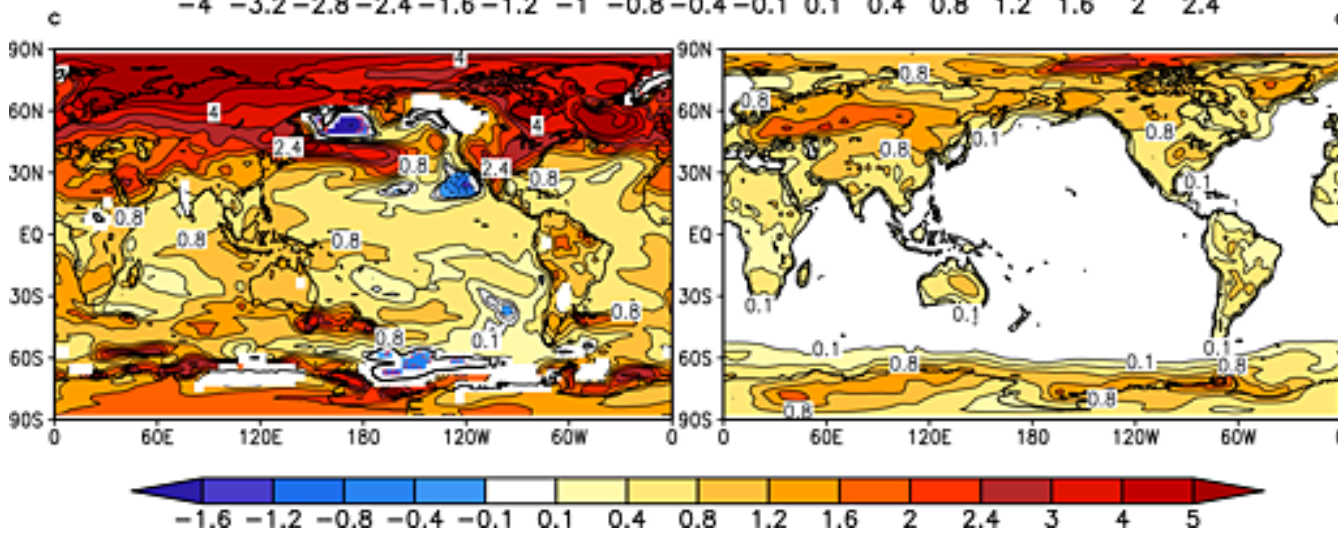 −4 −3.2 −2.8 −2.4 −1.6 −1.2 −1 −0.8 −0.4 −0.1 0.1 0.4 0.8 1.2 1.6 2 2.4
c
90N 4 90N 0.8
60N 4 4 60N 0.8 0.8
2.4 0.8 2.4 0.8 0.8 0.1
30N 30N 0.1
0.8 0.8 0.8
EQ EQ
30S 0.8 30S 0.1 0.1
0.8 0.1 0.1 0.8 0.1 0.1 0.8
60S 60S
0.8 0.8
90S 90S
0 60E 120E 180 120W 60W 0 0 60E 120E 180 120W 60W
−1.6 −1.2 −0.8 −0.4 −0.1 0.1 0.4 0.8 1.2 1.6 2 2.4 3 4 5